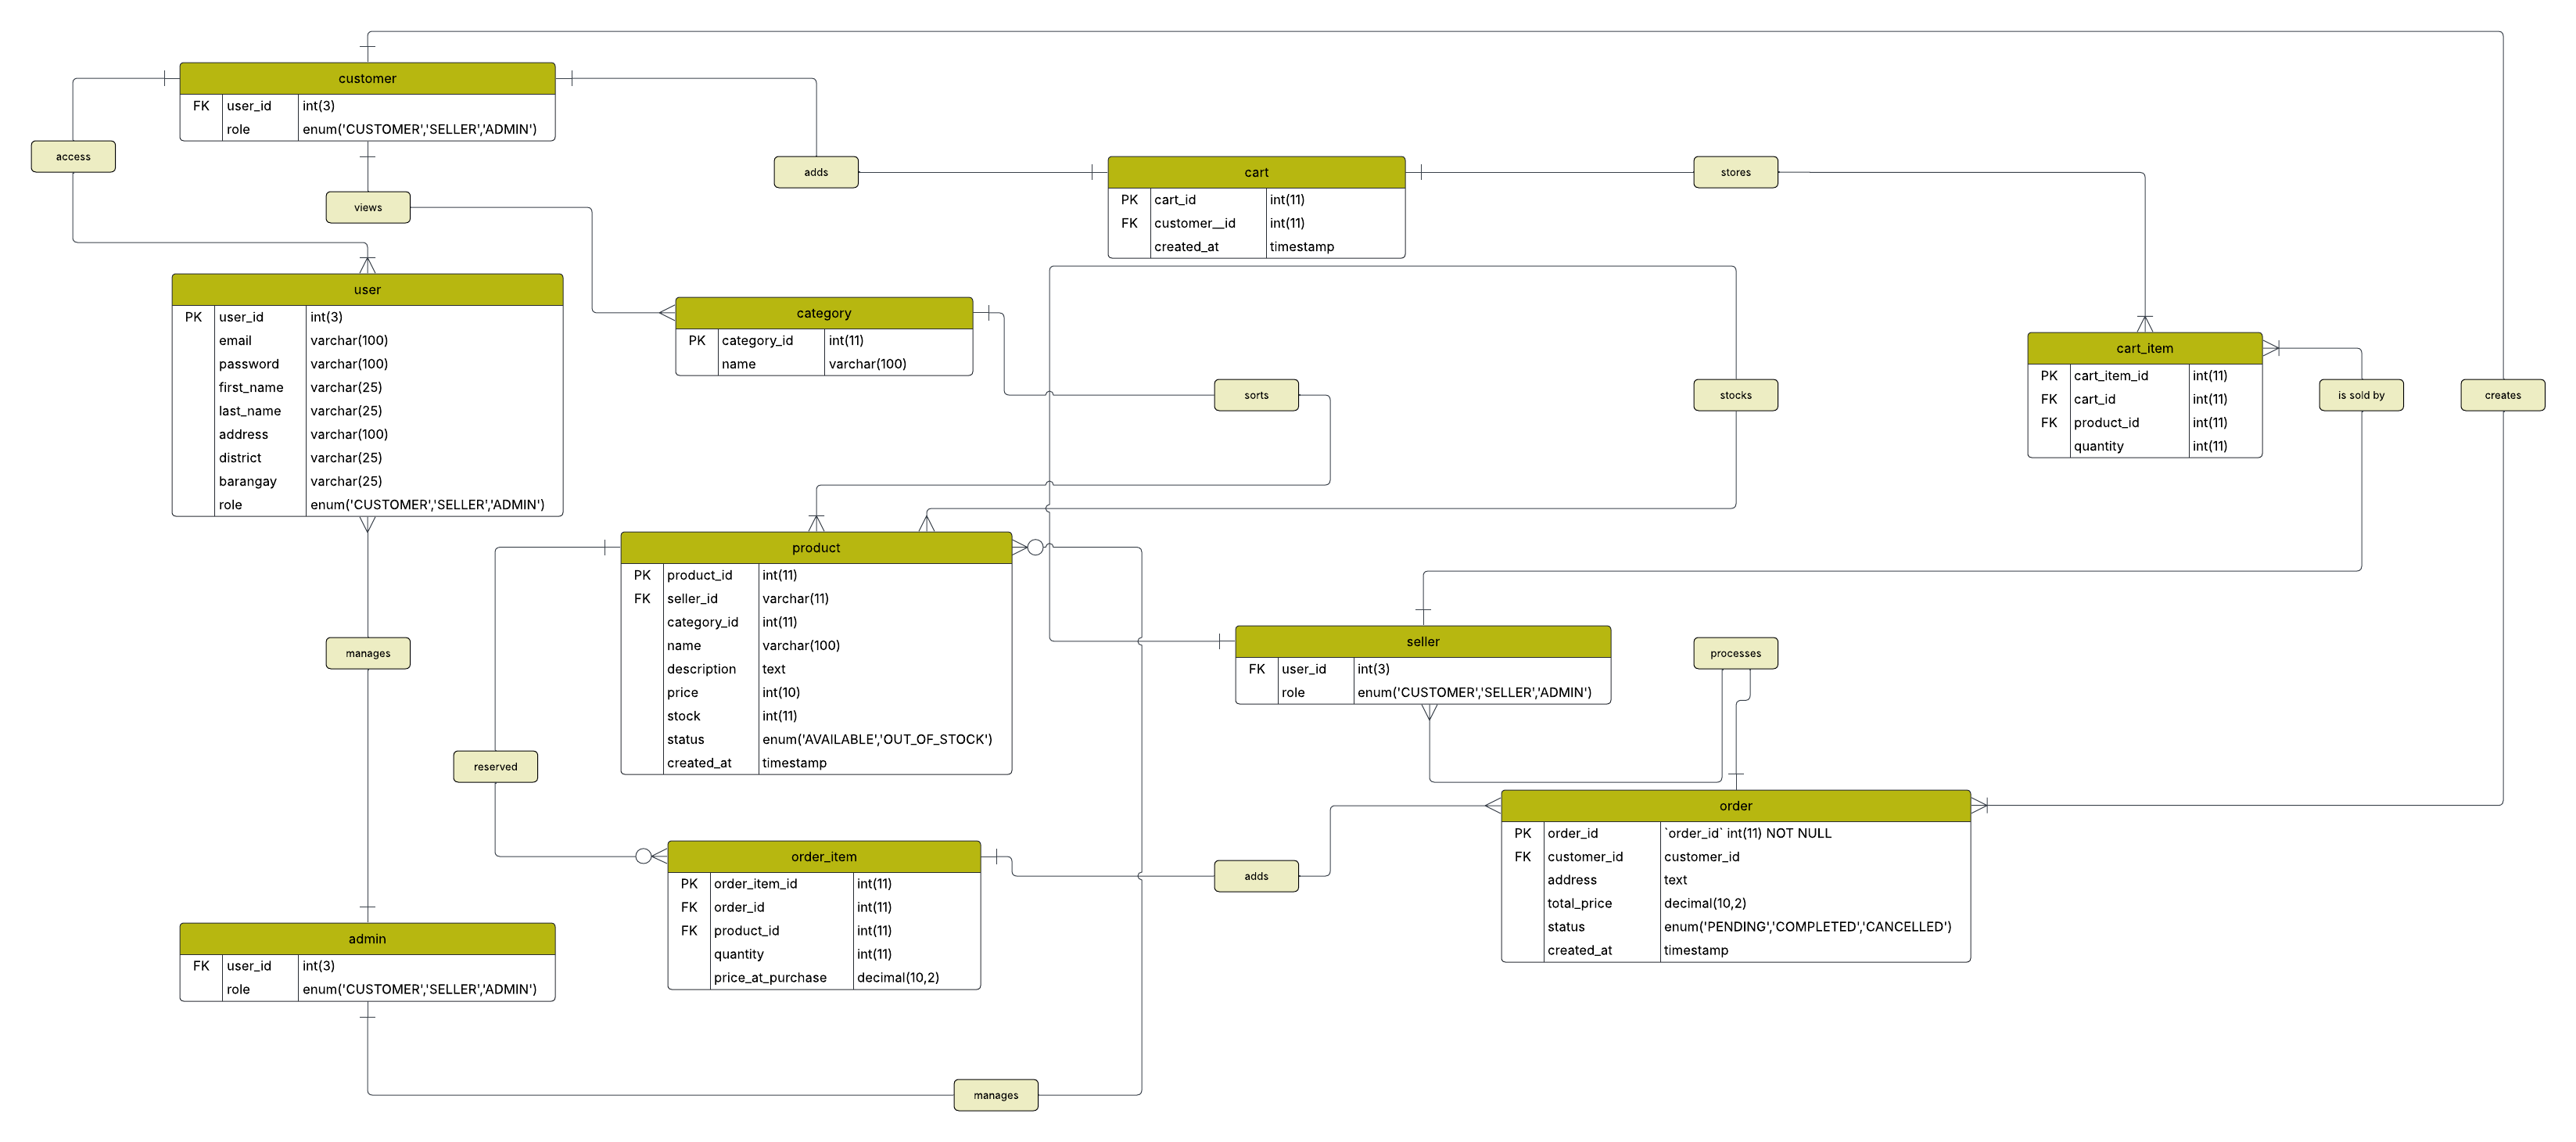 customer
FK user_id int(3)
role enum('CUSTOMER','SELLER','ADMIN')
access
views
adds
cart
PK cart_id int(11)
FK customer__id int(11)
created_at timestamp
stores
user
PK user_id int(3)
email varchar(100)
password varchar(100)
first_name varchar(25)
last_name varchar(25)
address varchar(100)
district varchar(25)
barangay varchar(25)
role enum('CUSTOMER','SELLER','ADMIN')
category
PK category_id int(11)
name varchar(100)
sorts
stocks
cart_item
PK cart_item_id int(11)
FK cart_id int(11)
FK product_id int(11)
quantity int(11)
is sold by
creates
product
PK product_id int(11)
FK seller_id varchar(11)
category_id int(11)
name varchar(100)
description text
price int(10)
stock int(11)
status enum('AVAILABLE','OUT_OF_STOCK')
created_at timestamp
manages
seller
FK user_id int(3)
role enum('CUSTOMER','SELLER','ADMIN')
processes
reserved
order
PK order_id `order_id` int(11) NOT NULL
FK customer_id customer_id
address text
total_price decimal(10,2)
status enum('PENDING','COMPLETED','CANCELLED')
created_at timestamp
order_item
PK order_item_id int(11)
FK order_id int(11)
FK product_id int(11)
quantity int(11)
price_at_purchase decimal(10,2)
adds
admin
FK user_id int(3)
role enum('CUSTOMER','SELLER','ADMIN')
manages